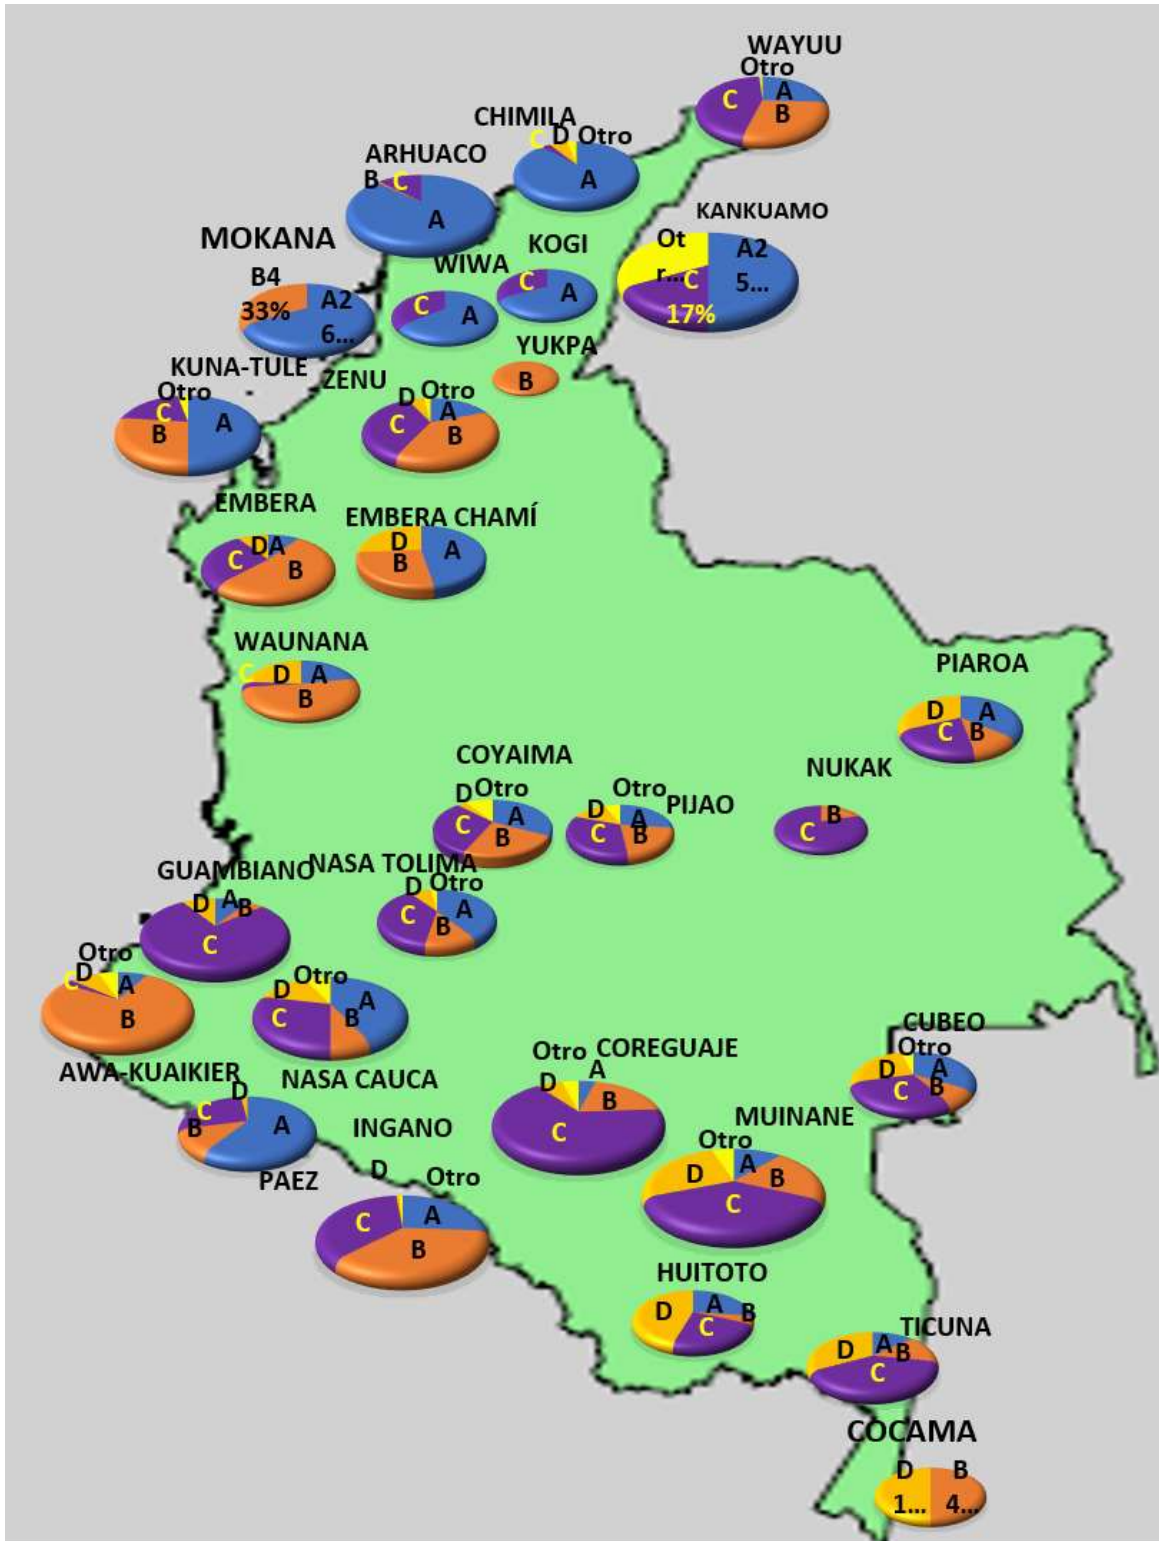 WAYUU
Otro
A
C
B
CHIMILA
C D Otro
A
ARHUACO
B C
A
KANKUAMO
Ot
r...
A2
5...
C
17%
MOKANA
B4
33%
A2
6...
KOGI
C A
WIWA
C A
YUKPA
B
KUNA-TULE
Otro
C A
B
ZENU
D Otro
A
C B
EMBERA
D A
C B
EMBERA CHAMÍ
D A
B
WAUNANA
C D A
B
PIAROA
D A
C B
COYAIMA
D Otro
C A
B
Otro PIJAO
D A
C B
NUKAK
B
C
GUAMBIANO
D A B
C
NASA TOLIMA
D Otro
C A
B
Otro
C D A
B
AWA-KUAIKIER
Otro
D A
C B
NASA CAUCA
CUBEO
Otro
D A
C B
D
C A
B
PAEZ
Otro COREGUAJE
D A
B
C
INGANO
D Otro
C A
B
MUINANE
Otro
D A B
C
HUITOTO
D A B
C
TICUNA
D A B
C
COCAMA
D B
1... 4...